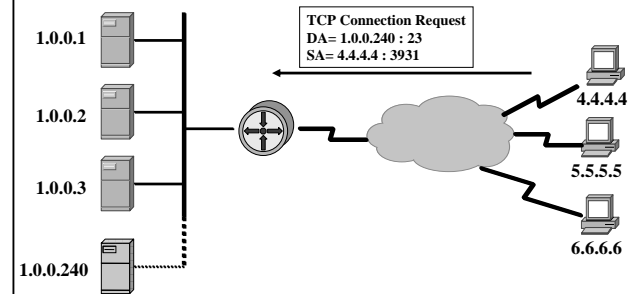 TCP Connection Request
DA= 1.0.0.240 : 23
SA= 4.4.4.4 : 3931
1.0.0.1
1.0.0.2
1.0.0.3
1.0.0.240
4.4.4.4
5.5.5.5
6.6.6.6